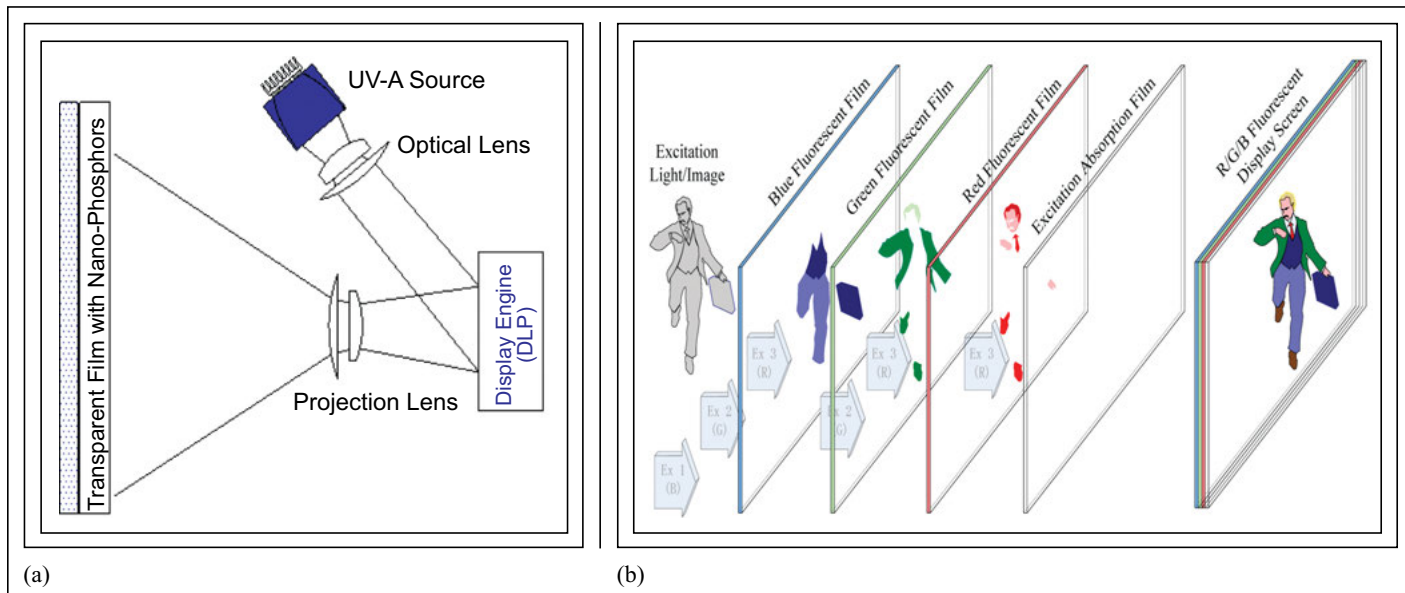 UV-A Source
Optical Lens
Transparent Film with Nano-Phosphors
Display Engine
(DLP)
Projection Lens
(a)
Excitation
Light/Image
Blue Fluorescent Film
Green Fluorescent Film
Red Fluorescent Film
Excitation Absorption Film
R/G/B Fluorescent
Display Screen
Ex 3
(R)
Ex 3
(R)
Ex 3
(R)
Ex 2
(G)
Ex 2
(G)
Ex 1
(B)
(b)